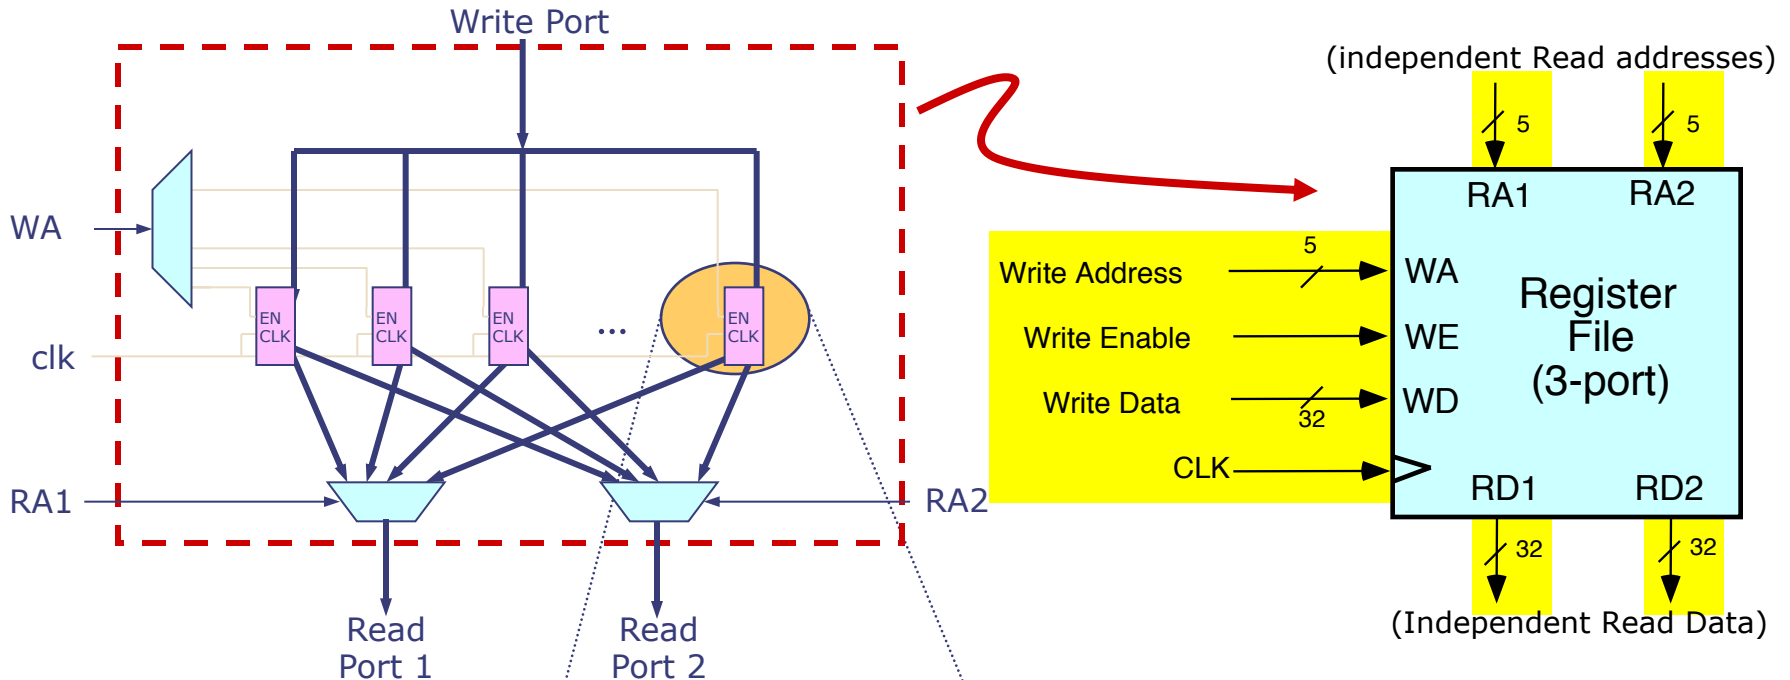 Write Port
WA
EN
CLK
EN
CLK
EN
CLK
...
EN
CLK
clk
RA1
RA2
Read
Port 1
Read
Port 2
(independent Read addresses)
5
5
RA1
RA2
Write Address
5
WA
Write Enable
WE
Write Data
32
WD
CLK
Register
File
(3-port)
RD1
RD2
32
32
(Independent Read Data)